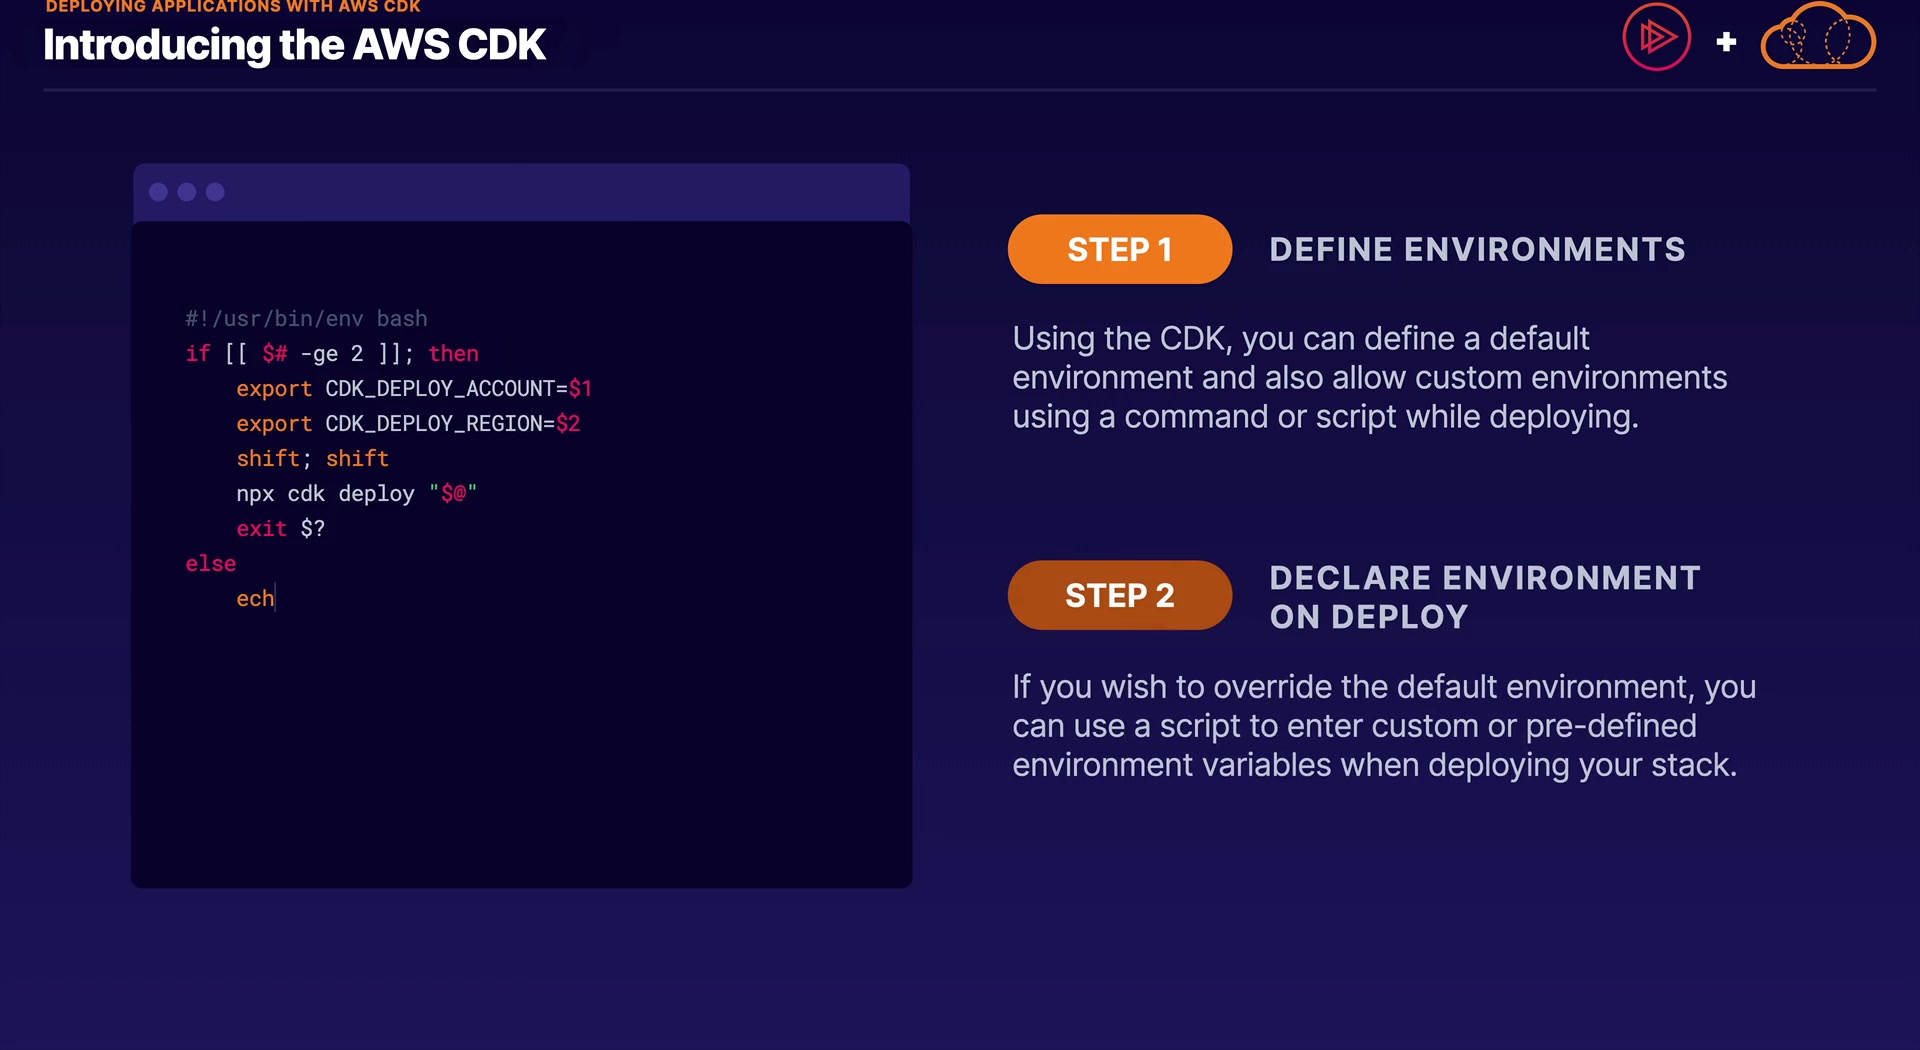 DEPLOYING APPLICATIONS WITH AWS CDK
Introducing the AWS CDK
#!/usr/bin/env bash
if [[ $# -ge 2 ]]; then
    export CDK_DEPLOY_ACCOUNT=$1
    export CDK_DEPLOY_REGION=$2
    shift; shift
    npx cdk deploy "$@"
    exit $?
else
    ech
STEP 1
DEFINE ENVIRONMENTS
Using the CDK, you can define a default
environment and also allow custom environments
using a command or script while deploying.
STEP 2
DECLARE ENVIRONMENT
ON DEPLOY
If you wish to override the default environment, you
can use a script to enter custom or pre-defined
environment variables when deploying your stack.